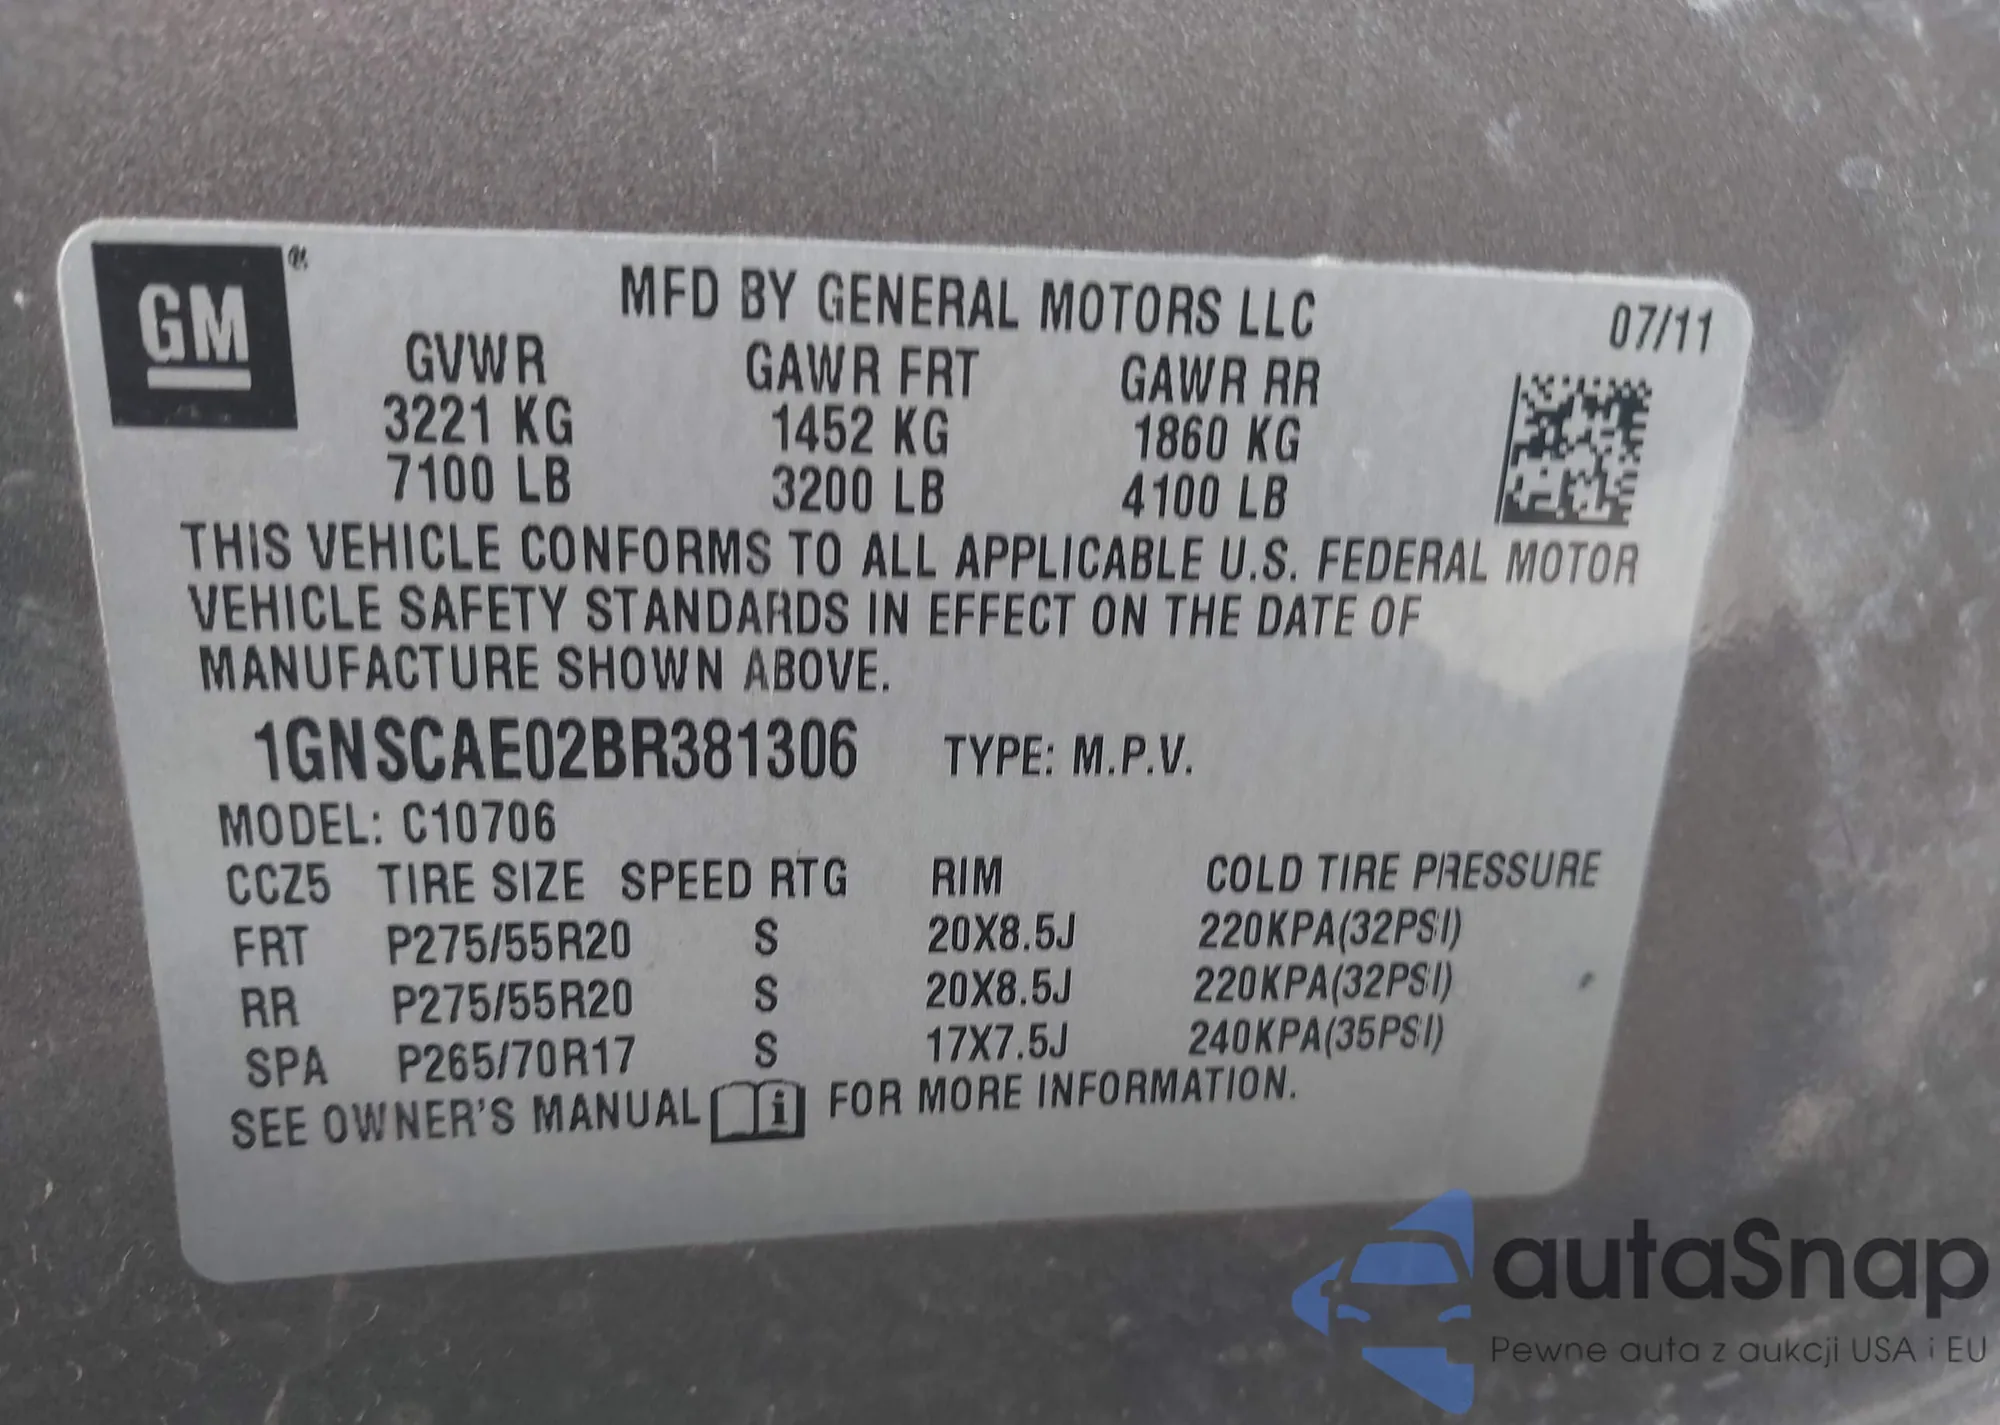 GM®
MFD BY GENERAL MOTORS LLC
07/11
GVWR GAWR FRT GAWR RR
3221 KG 1452 KG 1860 KG
7100 LB 3200 LB 4100 LB
THIS VEHICLE CONFORMS TO ALL APPLICABLE U.S. FEDERAL MOTOR
VEHICLE SAFETY STANDARDS IN EFFECT ON THE DATE OF
MANUFACTURE SHOWN ABOVE.
1GNSCAE02BR381306 TYPE: M.P.V.
MODEL: C10706
CCZ5 TIRE SIZE SPEED RTG RIM COLD TIRE PRESSURE
FRT P275/55R20 S 20X8.5J 220KPA(32PSI)
RR P275/55R20 S 20X8.5J 220KPA(32PSI)
SPA P265/70R17 S 17X7.5J 240KPA(35PSI)
SEE OWNER'S MANUAL i FOR MORE INFORMATION.
autaSnap
Pewne auta z aukcji USA i EU